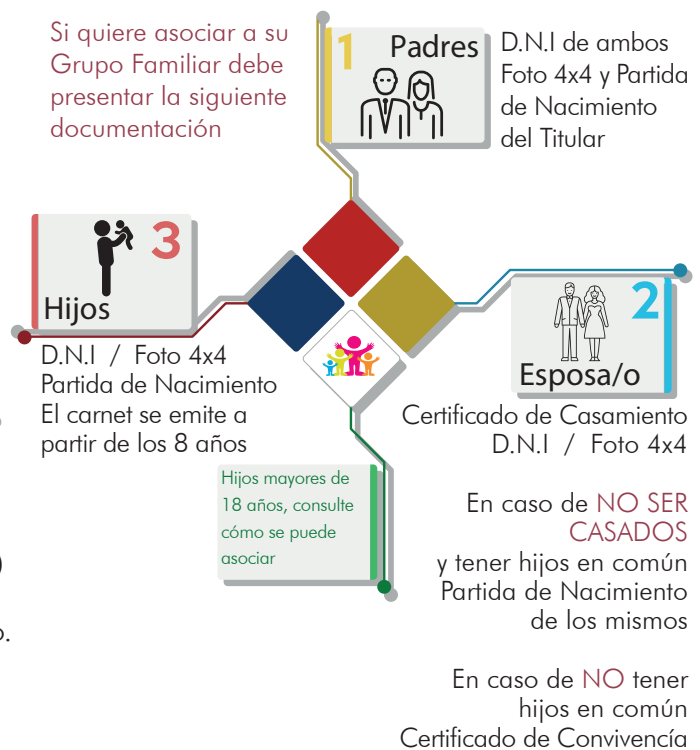 Si quiere asociar a su
Grupo Familiar debe
presentar la siguiente
documentación
1
Padres
D.N.I de ambos
Foto 4x4 y Partida
de Nacimiento
del Titular
3
Hijos
D.N.I / Foto 4x4
Partida de Nacimiento
El carnet se emite a
partir de los 8 años
2
Esposa/o
Certificado de Casamiento
D.N.I / Foto 4x4
En caso de NO SER
CASADOS
y tener hijos en común
Partida de Nacimiento
de los mismos
En caso de NO tener
hijos en común
Certificado de Convivencía
Hijos mayores de
18 años, consulte
cómo se puede
asociar
)
o.